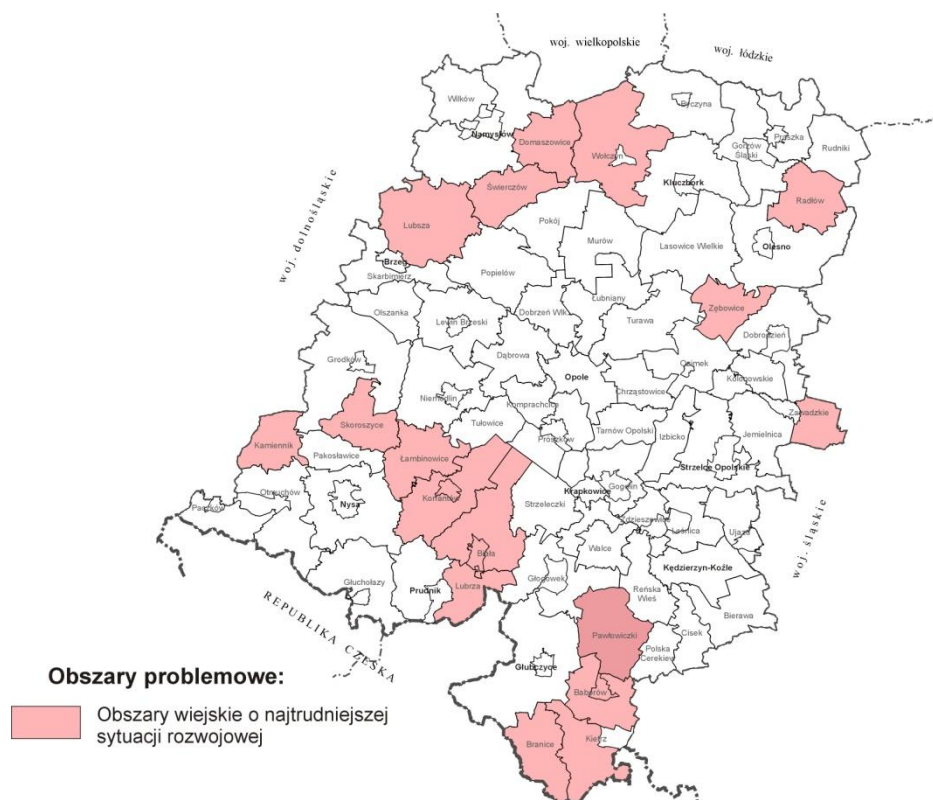 woj. wielkopolskie
woj. łódzkie
Wilków
Namysłów
Byczyna
Domaszowice
Wołczyn
Praszka
Gorzów
Śląski
Rudniki
Kluczbork
Świerczów
Radłów
woj. dolnośląskie
Lubsza
Pokój
Murów
Lasowice Wielkie
Olesno
Brzeg
Skarbimierz
Popielów
Zębowice
Olszanka
Lewin Brzeski
Dobrzeń Wlk.
Łubniany
Turawa
Dobrodzień
Grodków
Dąbrowa
Opole
Ozimek
Kolonowskie
Niemodlin
Komprachcice
Chrząstowice
Zawadzkie
Skoroszyce
Tułowice
Prószków
Tarnów Opolski
Izbicko
Jemielnica
Kamiennik
Pakosławice
Łambinowice
Strzelce Opolskie
Otmuchów
Korfantów
Krapkowice
Gogolin
Paczków
Nysa
Strzeleczki
Zdzieszowice
Leśnica
Ujazd
woj. śląskie
Biała
Walce
Kędzierzyn-Koźle
Głuchołazy
Prudnik
Lubrza
Głogówek
Reńska
Wieś
Bierawa
REPUBLIKA CZESKA
Pawłowiczki
Cisek
Polska
Cerekiew
Głubczyce
Baborów
Branice
Kietrz
Obszary problemowe:
Obszary wiejskie o najtrudniejszej
sytuacji rozwojowej